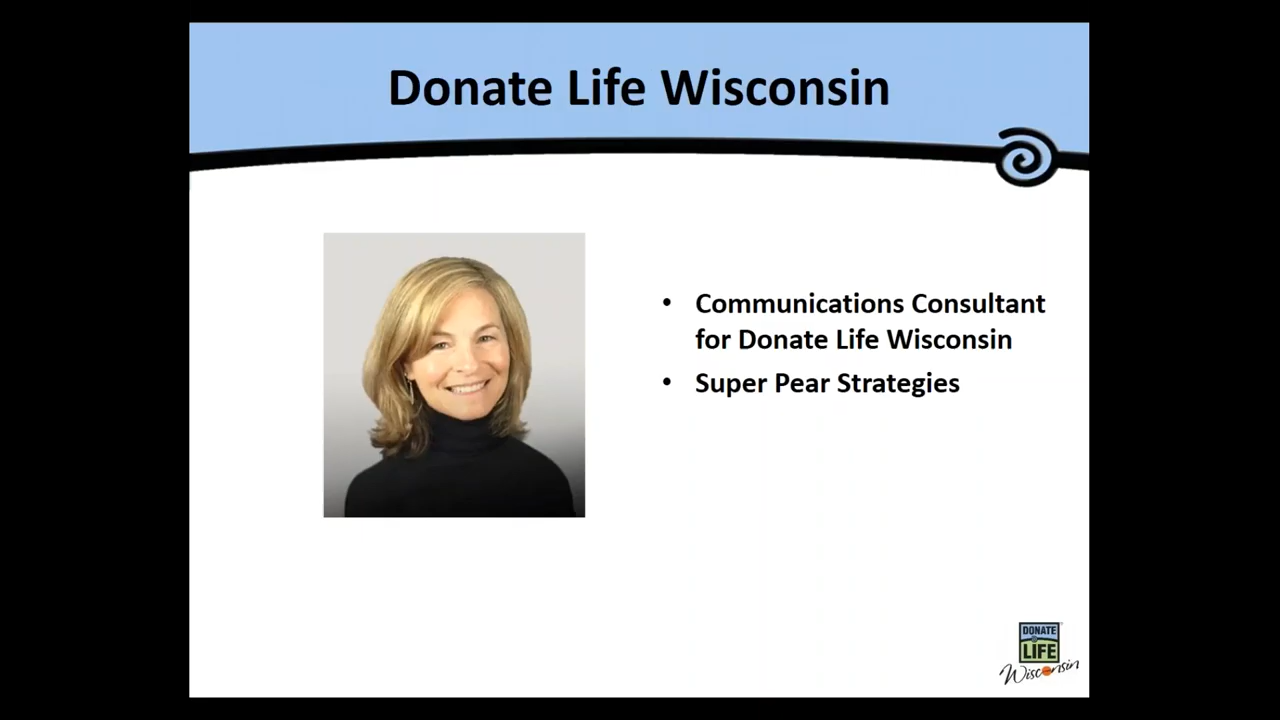 Donate Life Wisconsin
• Communications Consultant
for Donate Life Wisconsin
• Super Pear Strategies
DONATE
LIFE
Wisconsin